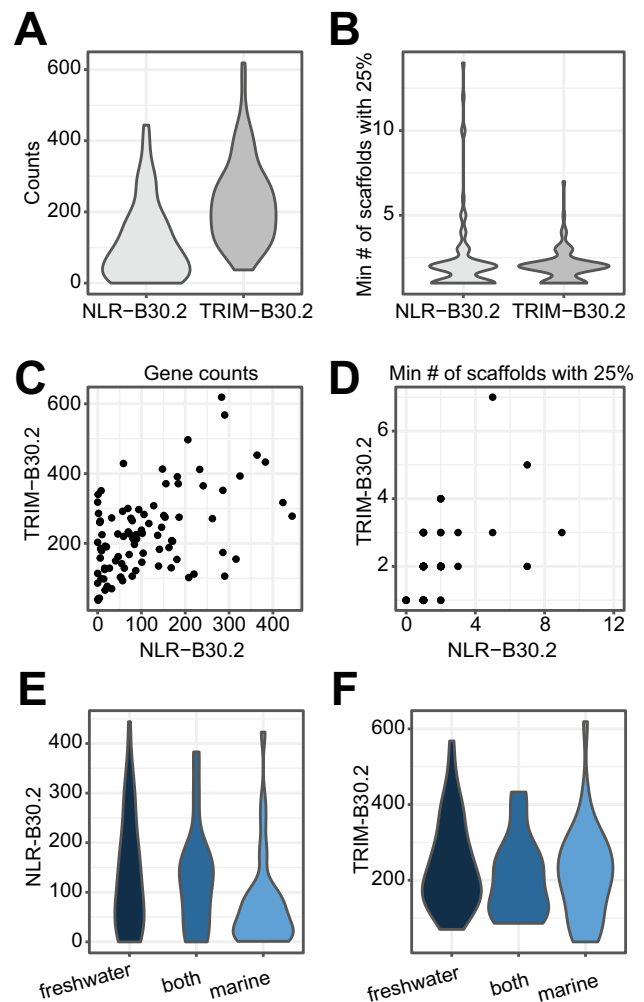 A
B
600
400
200
0
Counts
NLR−B30.2 TRIM−B30.2
10
5
Min # of scaffolds with 25%
NLR−B30.2 TRIM−B30.2
C
D
Gene counts
Min # of scaffolds with 25%
600
400
200
TRIM−B30.2
0 100 200 300 400
NLR−B30.2
6
4
2
TRIM-B30.2
0 4 8 12
NLR−B30.2
E
F
400
300
200
100
0
NLR-B30.2
freshwater both marine
600
400
200
TRIM-B30.2
freshwater both marine